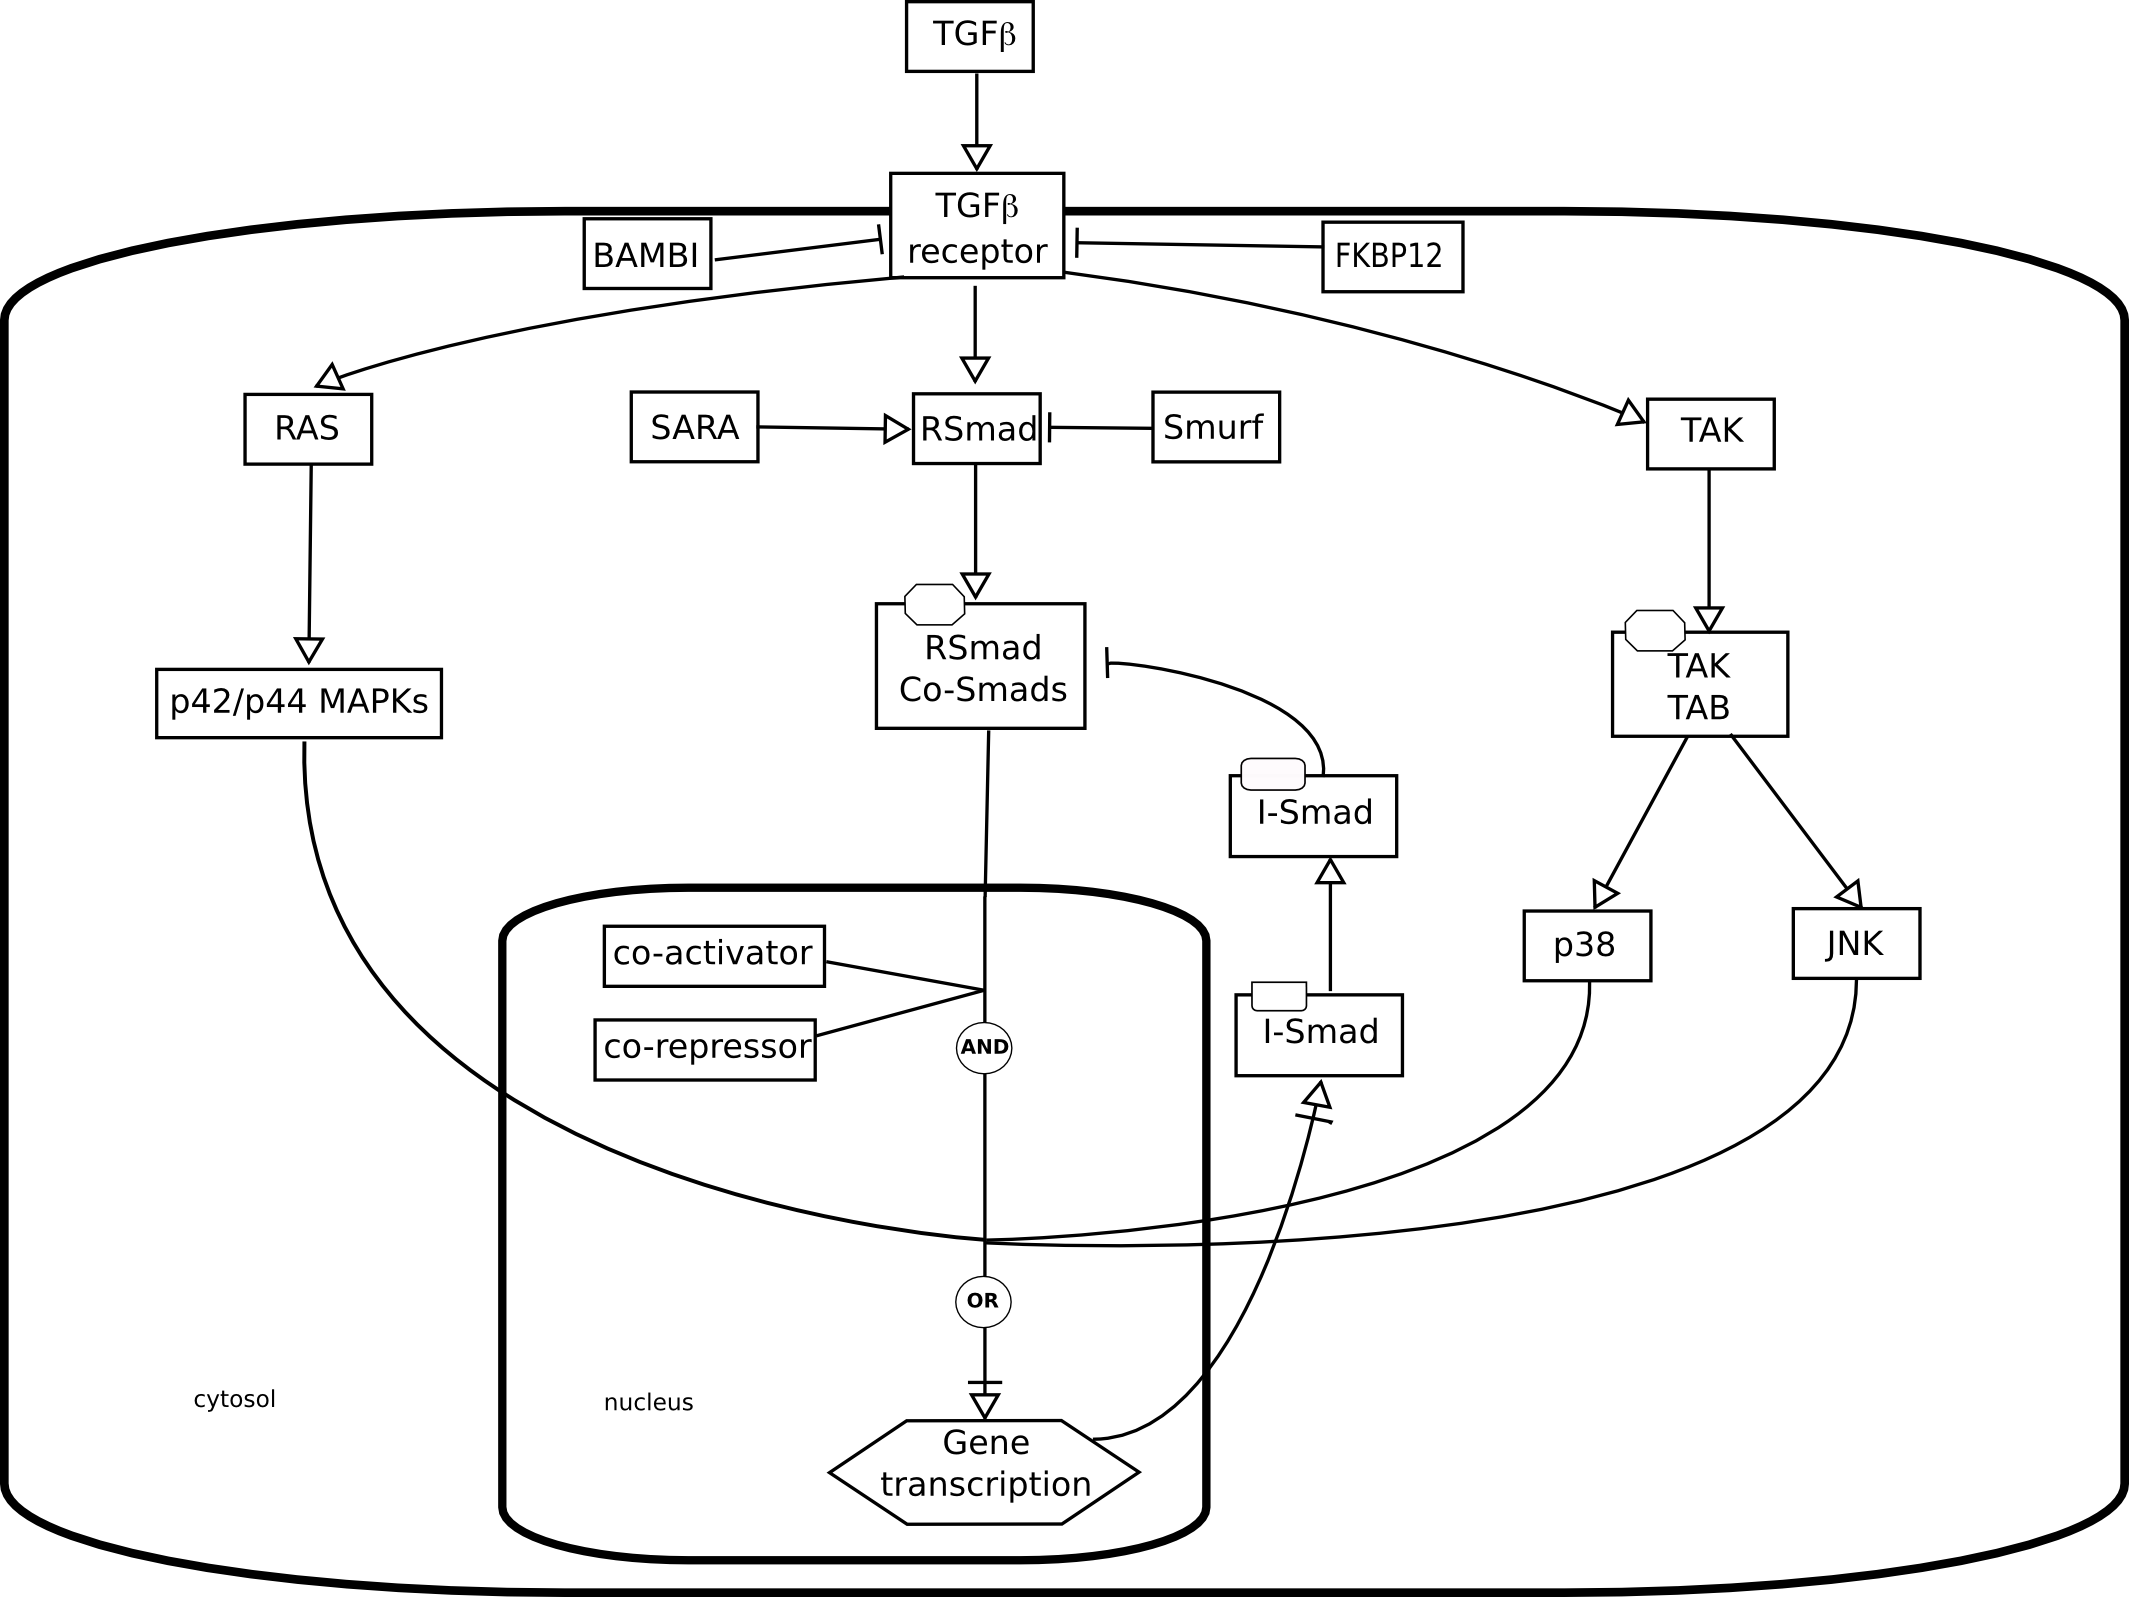 TGFβ
TGFβ
receptor
BAMBI
FKBP12
RAS
SARA
RSmad
Smurf
TAK
RSmad
Co-Smads
TAK
TAB
p42/p44 MAPKs
I-Smad
co-activator
p38
JNK
co-repressor
AND
I-Smad
OR
cytosol
nucleus
Gene
transcription